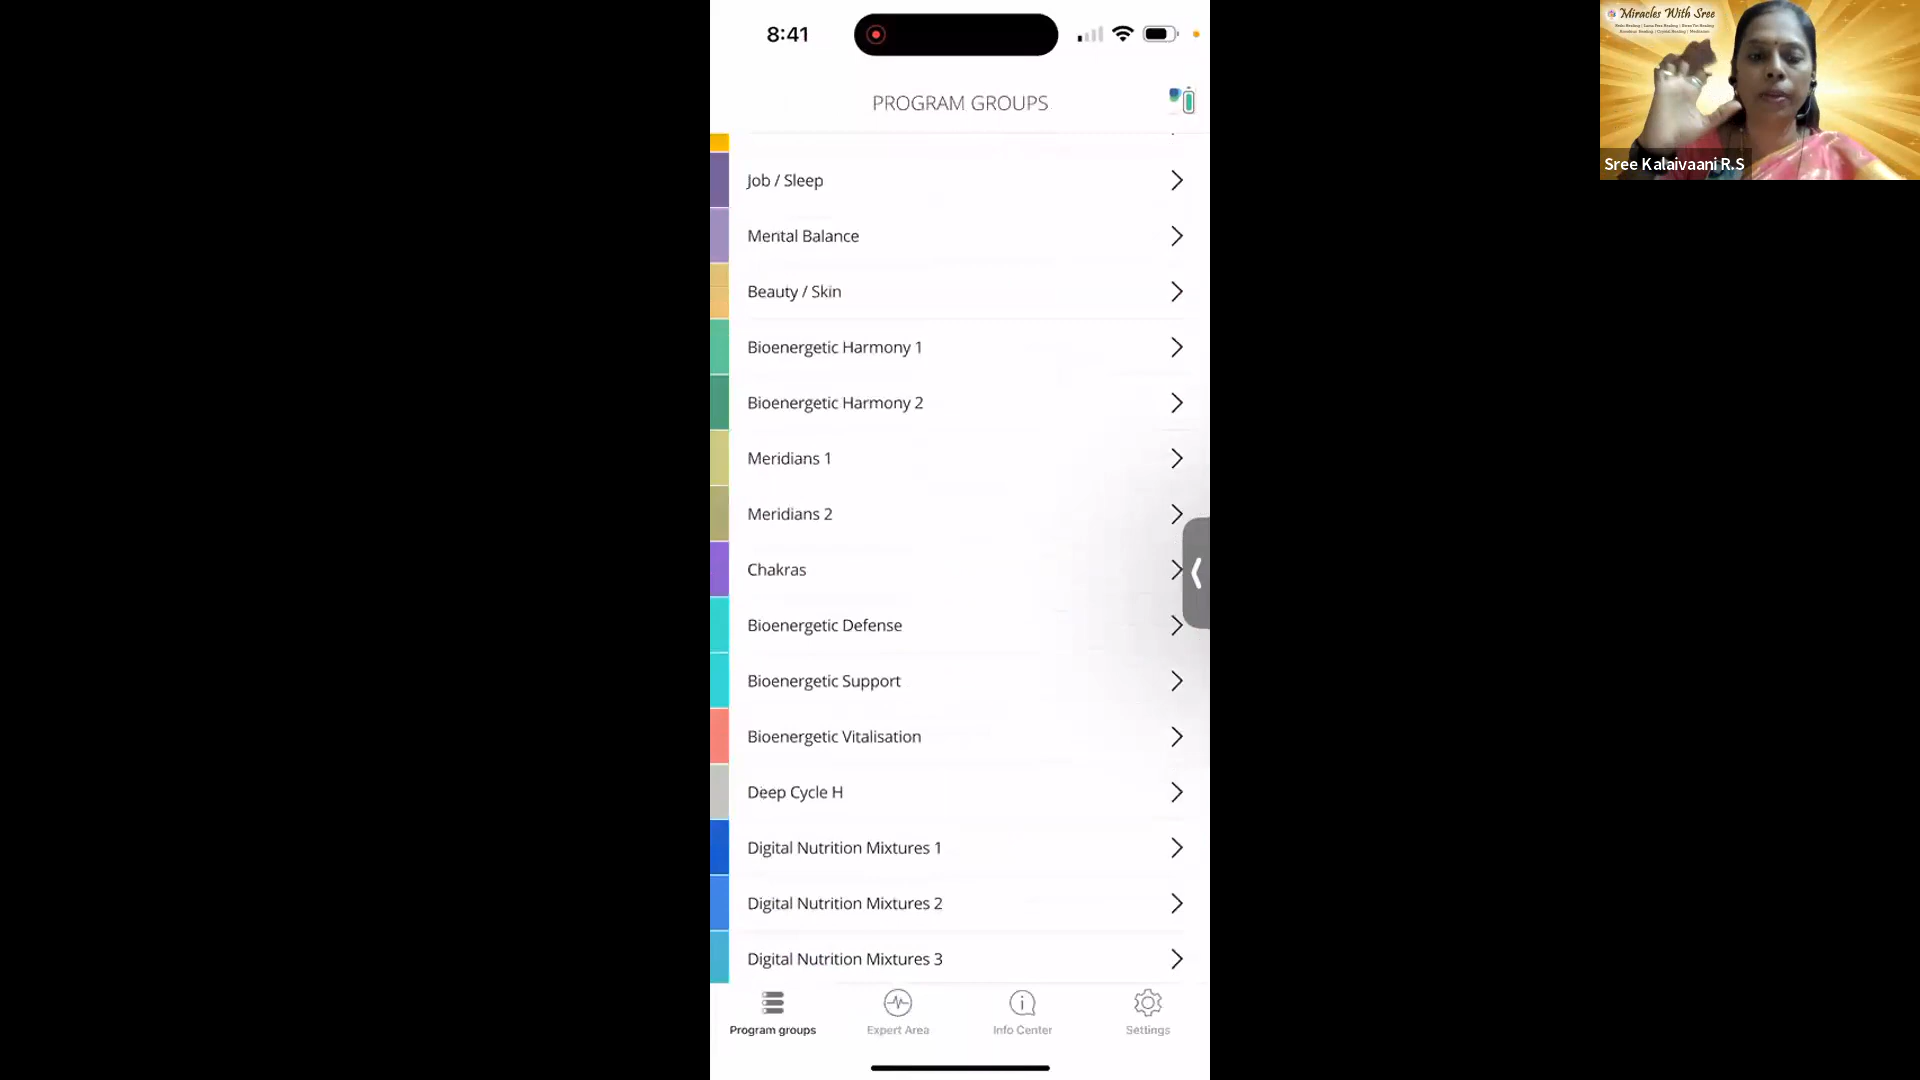 8:41
PROGRAM GROUPS
Job / Sleep
Mental Balance
Beauty / Skin
Bioenergetic Harmony 1
Bioenergetic Harmony 2
Meridians 1
Meridians 2
Chakras
Bioenergetic Defense
Bioenergetic Support
Bioenergetic Vitalisation
Deep Cycle H
Digital Nutrition Mixtures 1
Digital Nutrition Mixtures 2
Digital Nutrition Mixtures 3
Program groups
Expert Area
Info Center
Settings
Miracles With Sree
Sree Kalaivaani R.S